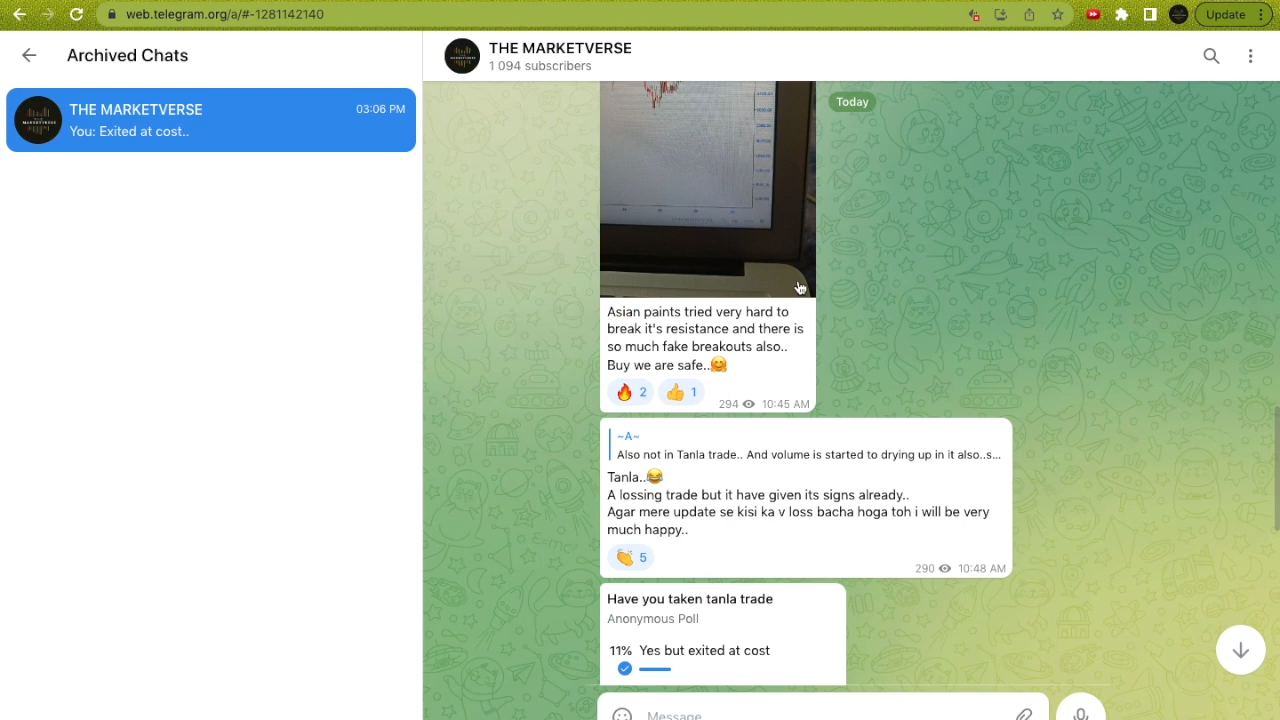 web.telegram.org/a/#-1281142140
Update
Archived Chats
THE MARKETVERSE
03:06 PM
You: Exited at cost..
THE MARKETVERSE
1 094 subscribers
Today
Asian paints tried very hard to
break it's resistance and there is
so much fake breakouts also..
Buy we are safe..🤗
🔥 2 👍 1
294 10:45 AM
~A~
Also not in Tanla trade.. And volume is started to drying up in it also..s...
Tanla..😂
A lossing trade but it have given its signs already..
Agar mere update se kisi ka v loss bacha hoga toh i will be very
much happy..
👏 5
290 10:48 AM
Have you taken tanla trade
Anonymous Poll
11% Yes but exited at cost
Message